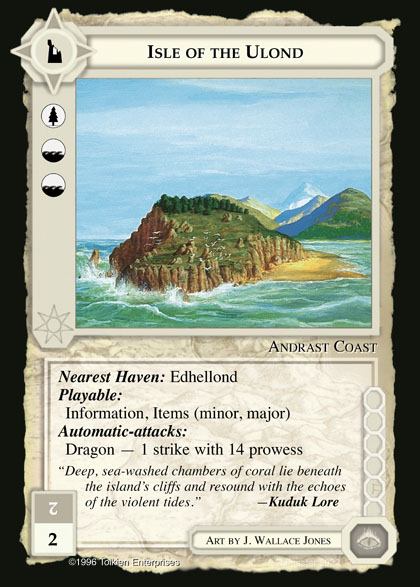 ISLE OF THE ULOND
ANDRAST COAST
Nearest Haven: Edhellond
Playable:
Information, Items (minor, major)
Automatic-attacks:
Dragon — 1 strike with 14 prowess
“Deep, sea-washed chambers of coral lie beneath
the island's cliffs and resound with the echoes
of the violent tides.” —Kuduk Lore
2
2
ART BY J. WALLACE JONES
©1996 Tolkien Enterprises